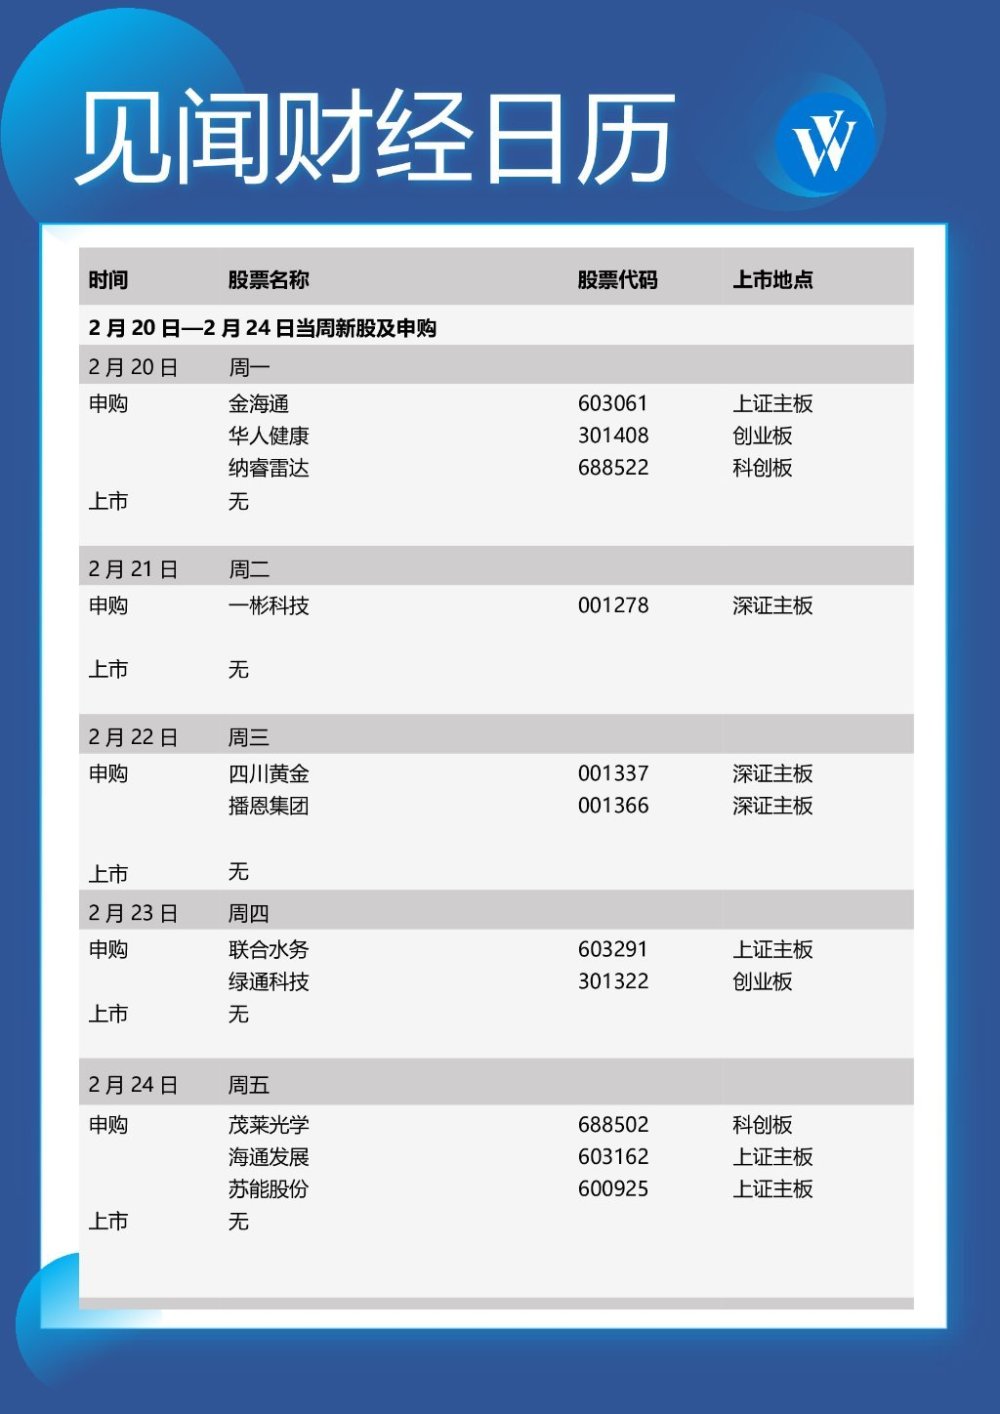 见闻财经日历
W
时间 股票名称 股票代码 上市地点
2 月 20 日—2 月 24 日当周新股及申购
2 月 20 日 周一
申购 金海通 603061 上证主板
华人健康 301408 创业板
纳睿雷达 688522 科创板
上市 无
2 月 21 日 周二
申购 一彬科技 001278 深证主板
上市 无
2 月 22 日 周三
申购 四川黄金 001337 深证主板
播恩集团 001366 深证主板
上市 无
2 月 23 日 周四
申购 联合水务 603291 上证主板
绿通科技 301322 创业板
上市 无
2 月 24 日 周五
申购 茂莱光学 688502 科创板
海通发展 603162 上证主板
苏能股份 600925 上证主板
上市 无